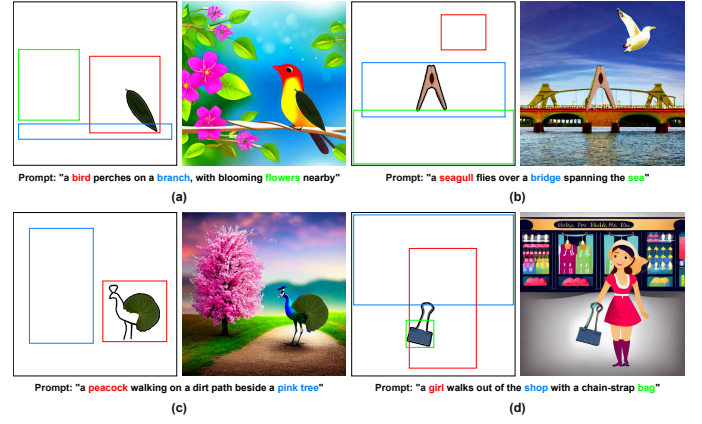 Prompt: "a bird perches on a branch, with blooming flowers nearby"
(a)
Prompt: "a seagull flies over a bridge spanning the sea"
(b)
Prompt: "a peacock walking on a dirt path beside a pink tree"
(c)
Prompt: "a girl walks out of the shop with a chain-strap bag"
(d)